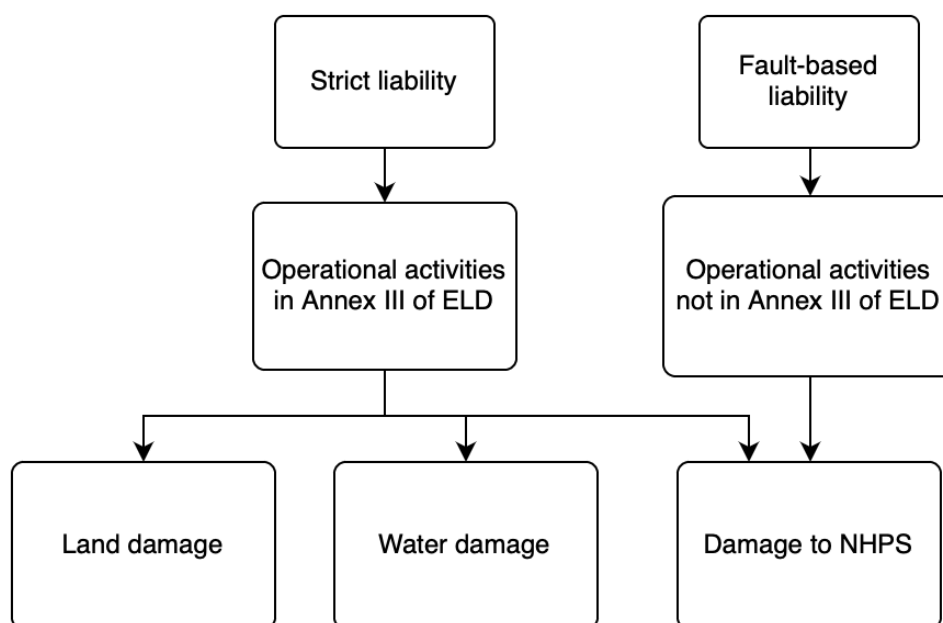 Strict liability
Fault-based
liability
Operational activities
in Annex III of ELD
Operational activities
not in Annex III of ELD
Land damage
Water damage
Damage to NHPS